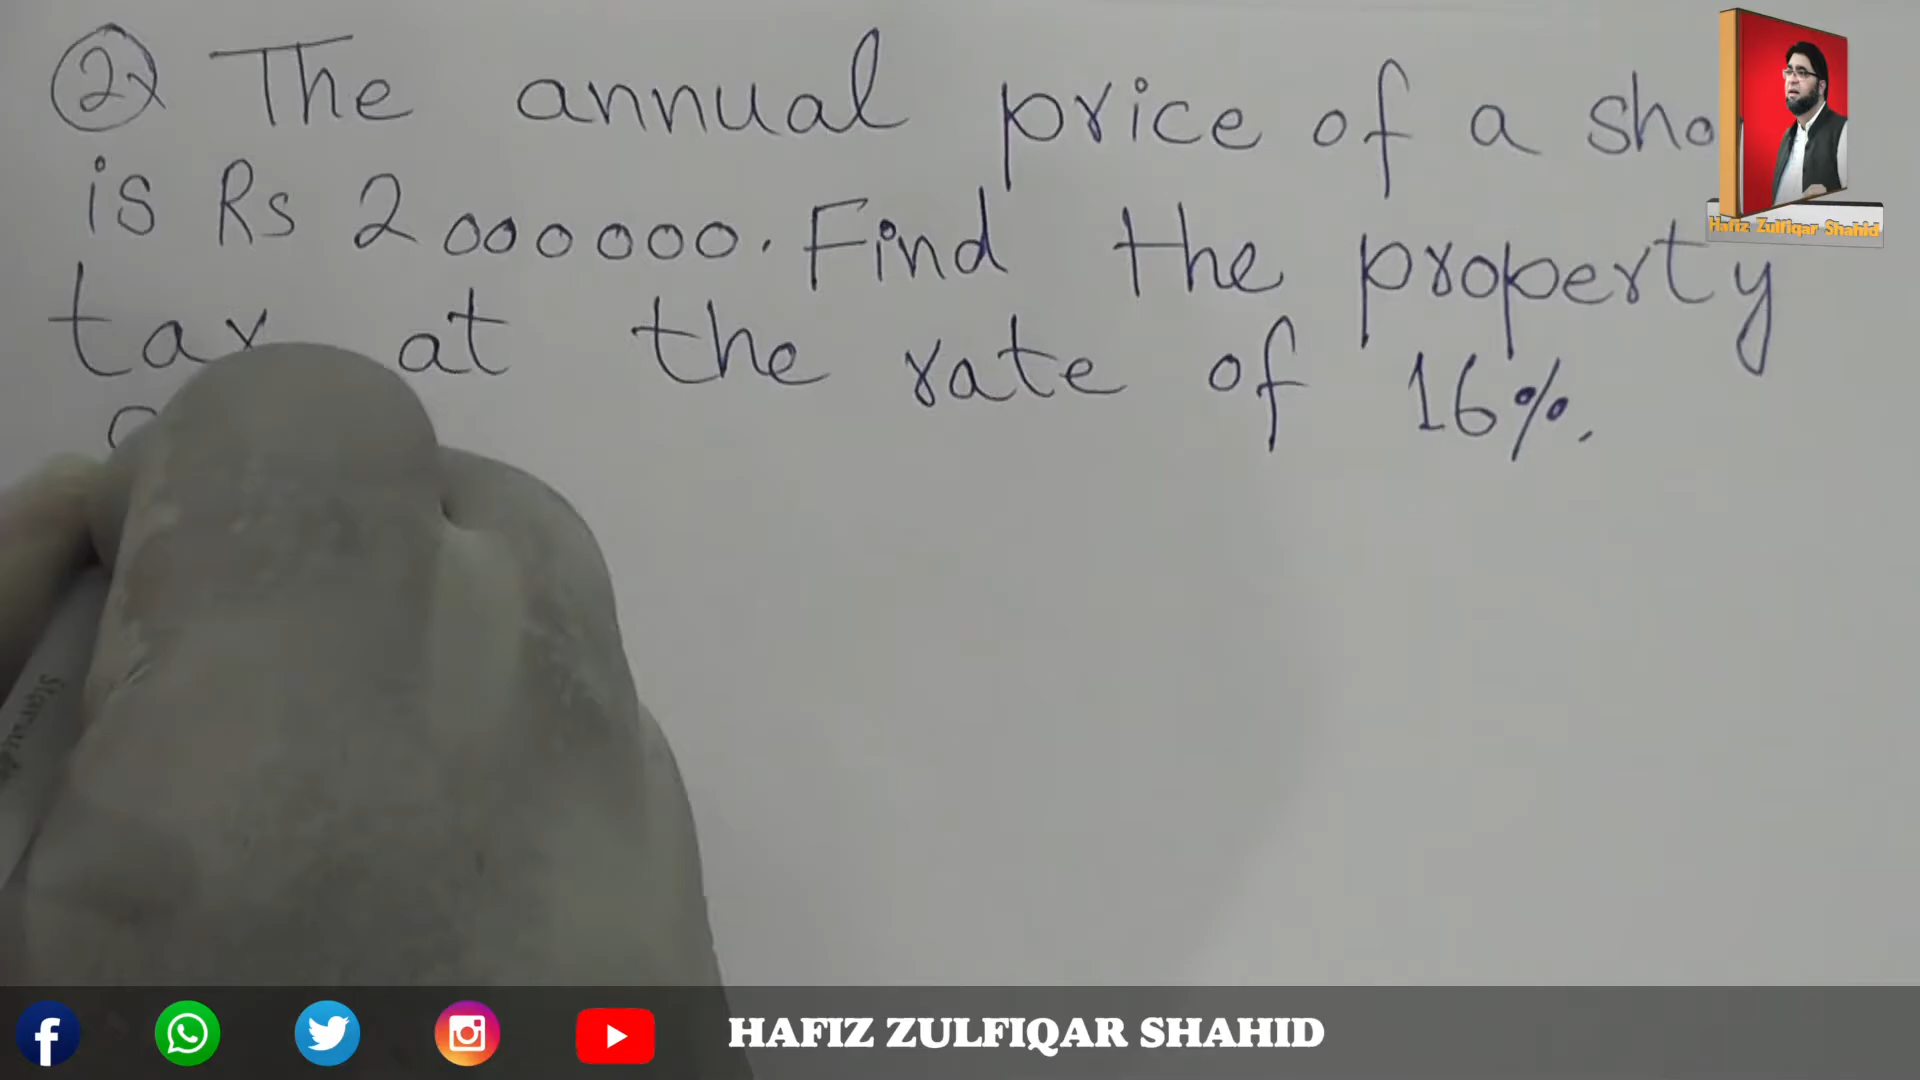 2 The annual price of a sho
is Rs 2000000. Find the property
tax at the rate of 16%.
Hafiz Zulfiqar Shahid
HAFIZ ZULFIQAR SHAHID